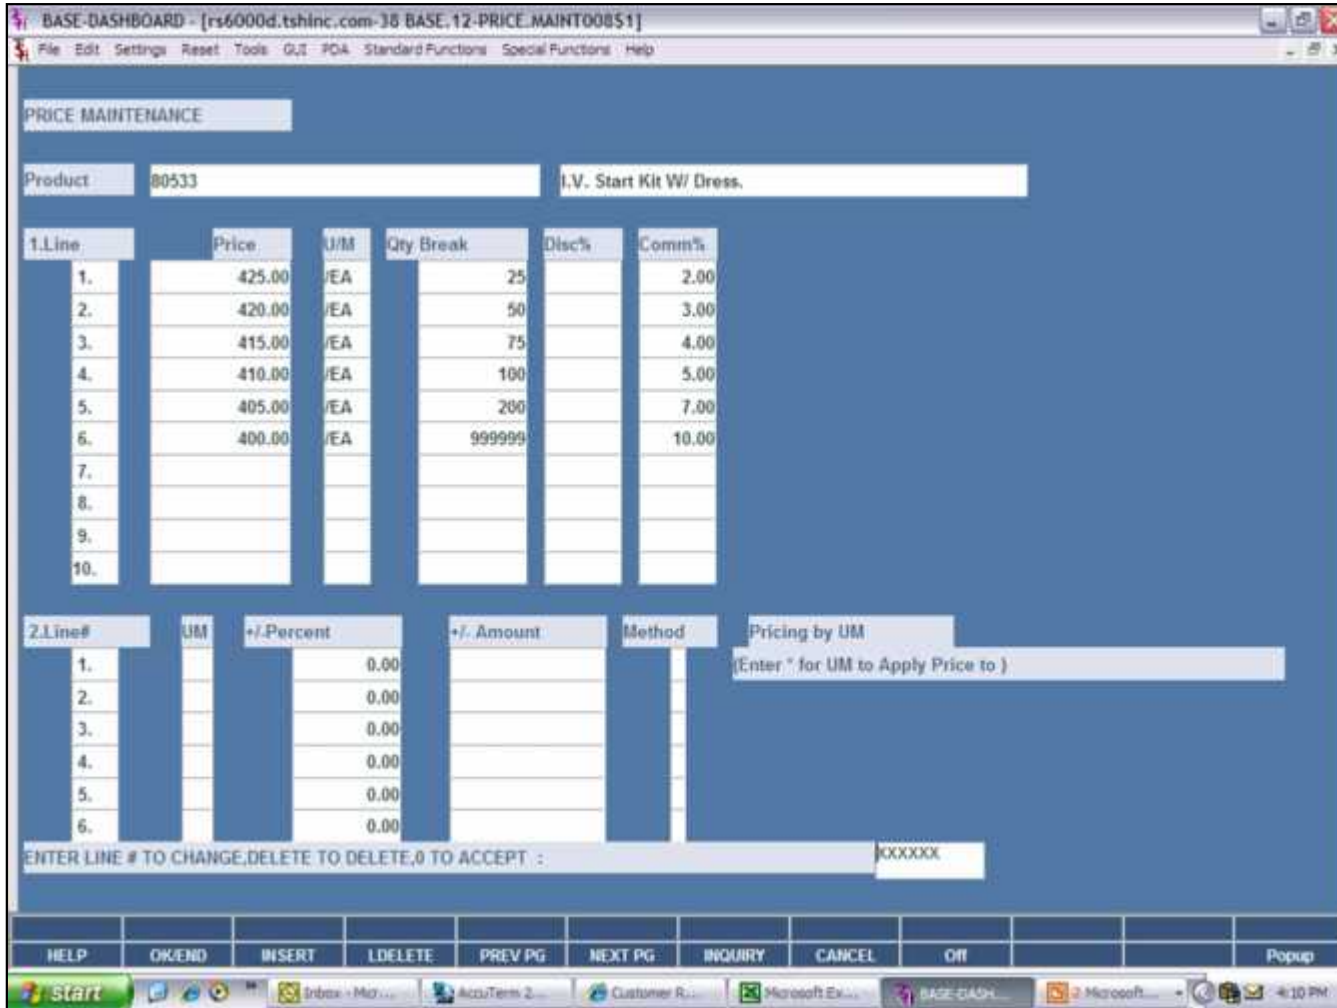 BASE-DASHBOARD - [rs6000d.tshinc.com-38 BASE.12-PRICE.MAINT008S1]
File Edit Settings Reset Tools GUI PDA Standard Functions Special Functions Help
PRICE MAINTENANCE
Product 80533 I.V. Start Kit W/ Dress.
1.Line Price U/M Qty Break Disc% Comm%
1. 425.00 /EA 25 2.00
2. 420.00 /EA 50 3.00
3. 415.00 /EA 75 4.00
4. 410.00 /EA 100 5.00
5. 405.00 /EA 200 7.00
6. 400.00 /EA 999999 10.00
7.
8.
9.
10.
2.Line# UM +/-Percent +/- Amount Method Pricing by UM
1. 0.00 (Enter * for UM to Apply Price to )
2. 0.00
3. 0.00
4. 0.00
5. 0.00
6. 0.00
ENTER LINE # TO CHANGE,DELETE TO DELETE,0 TO ACCEPT : XXXXXX
HELP OK/END INSERT LDELETE PREV PG NEXT PG INQUIRY CANCEL Off Popup
start Inbox - Micr... AccuTerm 2... Customer R... Microsoft Ex... BASE-DASH... 2 Microsoft... 4:10 PM